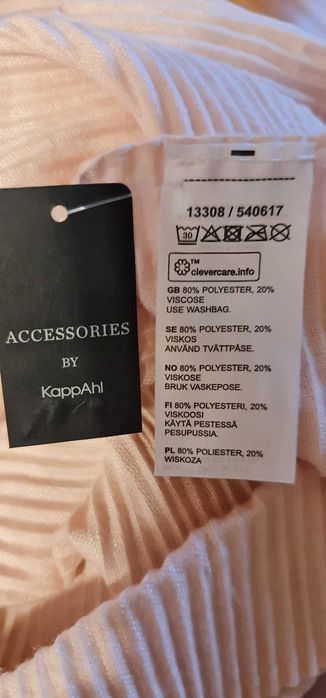 ACCESSORIES
BY
KappAhl
13308 / 540617
30
TM
clevercare.info
GB 80% POLYESTER, 20%
VISCOSE
USE WASHBAG.
SE 80% POLYESTER, 20%
VISKOS
ANVÄND TVÄTTPÅSE.
NO 80% POLYESTER, 20%
VISKOSE
BRUK VASKEPOSE.
FI 80% POLYESTERI, 20%
VISKOOSI
KÄYTÄ PESTESSÄ
PESUPUSSIA.
PL 80% POLIESTER, 20%
WISKOZA